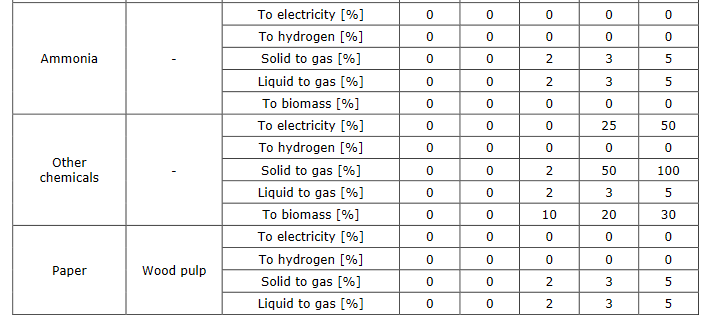 To electricity [%] 0 0 0 0 0
To hydrogen [%] 0 0 0 0 0
Ammonia - Solid to gas [%] 0 0 2 3 5
Liquid to gas [%] 0 0 2 3 5
To biomass [%] 0 0 0 0 0
To electricity [%] 0 0 0 25 50
To hydrogen [%] 0 0 0 0 0
Other chemicals - Solid to gas [%] 0 0 2 50 100
Liquid to gas [%] 0 0 2 3 5
To biomass [%] 0 0 10 20 30
To electricity [%] 0 0 0 0 0
To hydrogen [%] 0 0 0 0 0
Paper Wood pulp Solid to gas [%] 0 0 2 3 5
Liquid to gas [%] 0 0 2 3 5